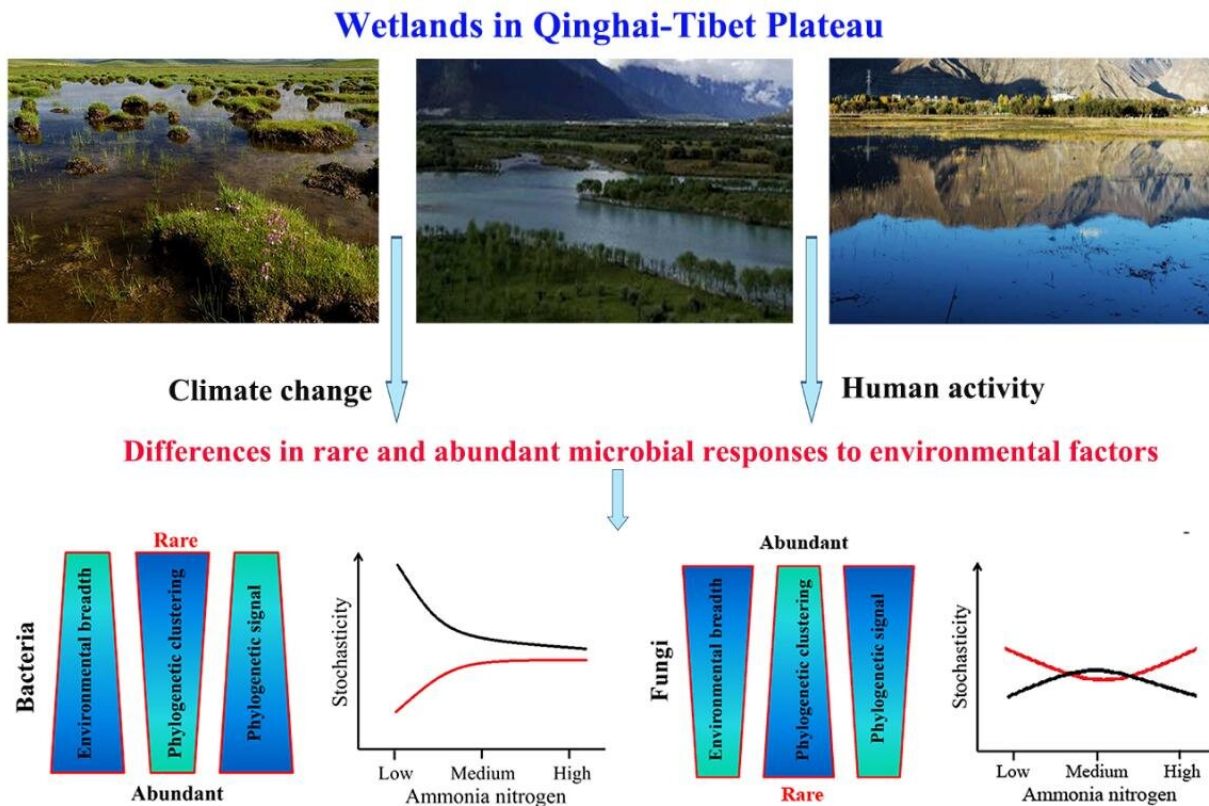 Wetlands in Qinghai-Tibet Plateau
Climate change
Human activity
Differences in rare and abundant microbial responses to environmental factors
Bacteria
Rare
Environmental breadth
Phylogenetic clustering
Phylogenetic signal
Abundant
Stochasticity
Low
Medium
High
Ammonia nitrogen
Fungi
Abundant
Environmental breadth
Phylogenetic clustering
Phylogenetic signal
Rare
Stochasticity
Low
Medium
High
Ammonia nitrogen